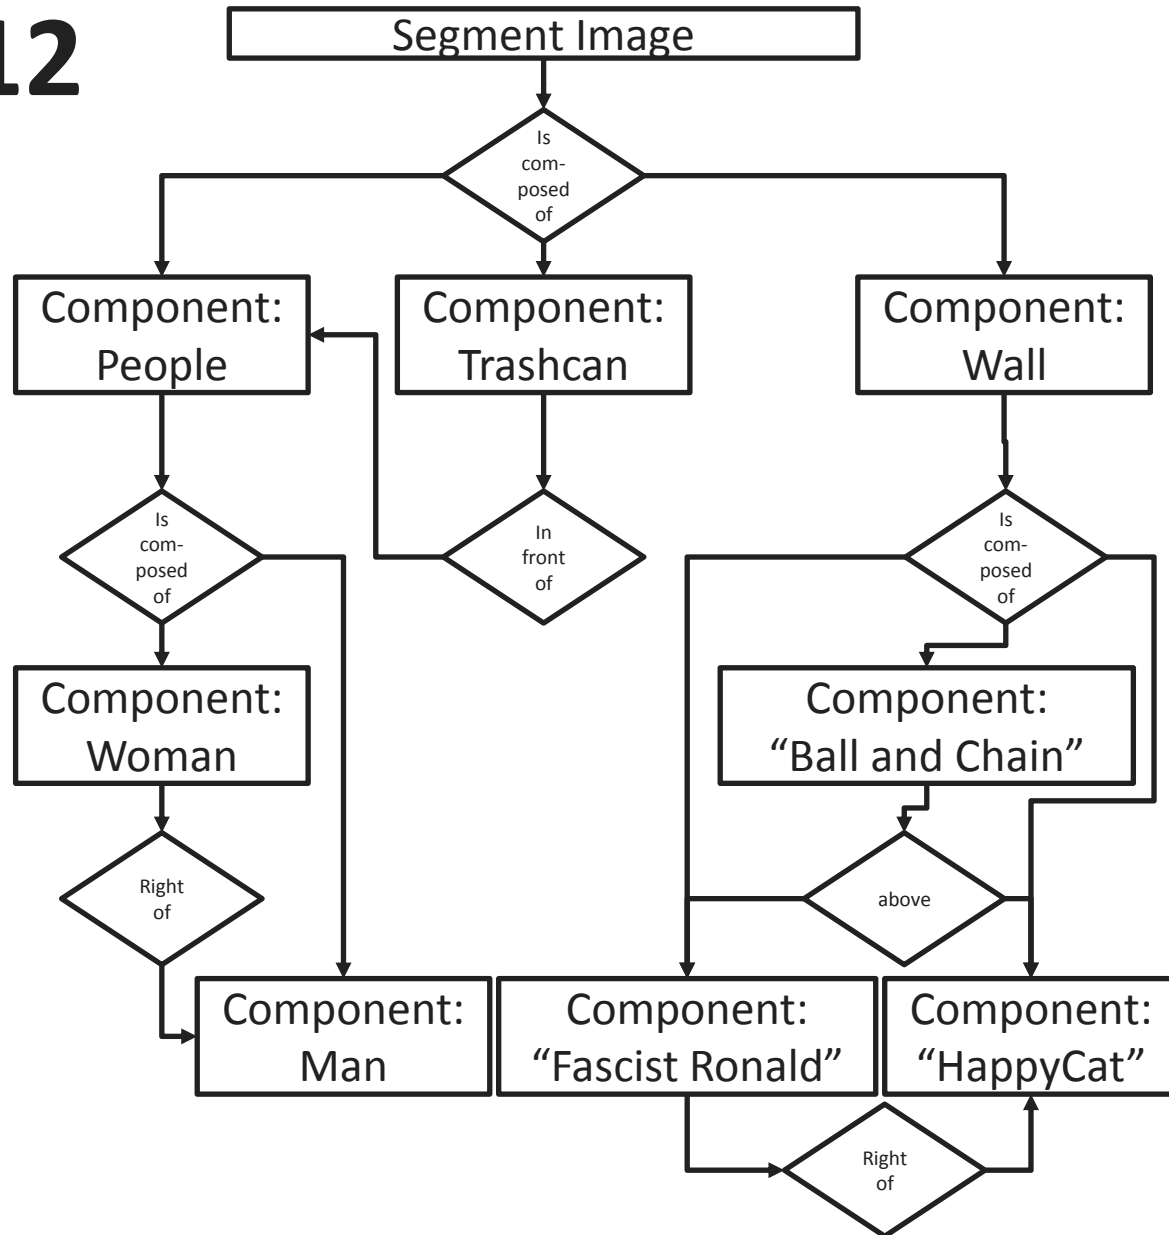 12
Segment Image
Is
com-
posed
of
Component:
People
Component:
Trashcan
Component:
Wall
Is
com-
posed
of
In
front
of
Is
com-
posed
of
Component:
Woman
Component:
“Ball and Chain”
Right
of
above
Component:
Man
Component:
“Fascist Ronald”
Component:
“HappyCat”
Right
of